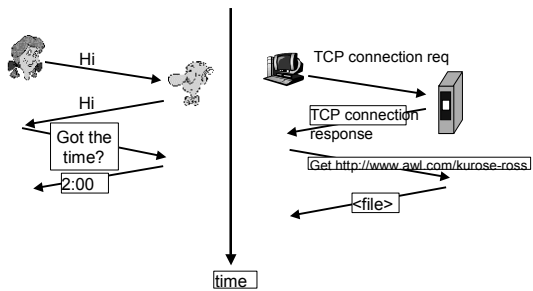 Hi
Hi
Got the
time?
2:00
TCP connection req
TCP connection
response
Get http://www.awl.com/kurose-ross
<file>
time